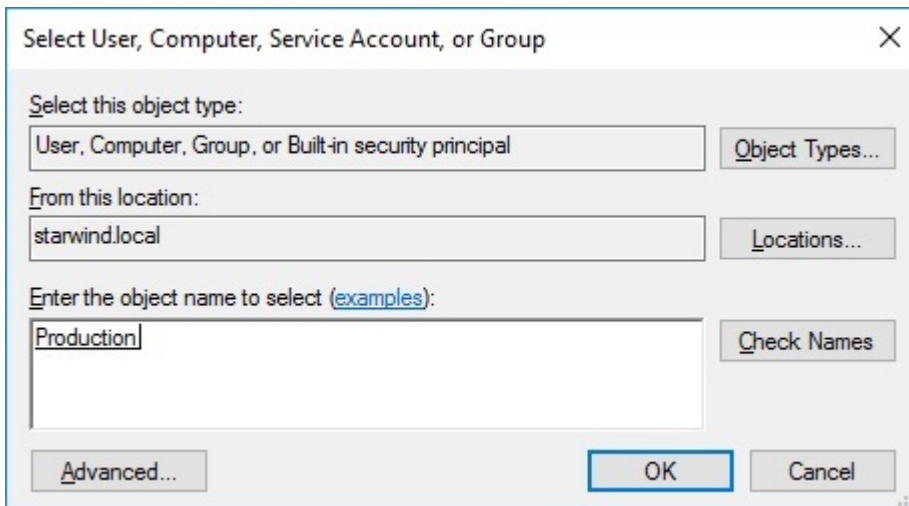 Select User, Computer, Service Account, or Group
Select this object type:
User, Computer, Group, or Built-in security principal
Object Types...
From this location:
starwind.local
Locations...
Enter the object name to select (examples):
Production
Check Names
Advanced...
OK
Cancel